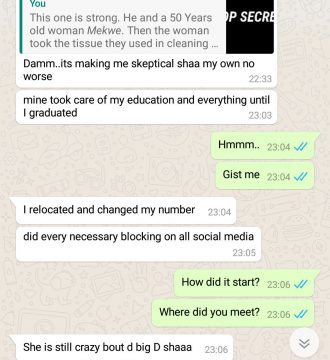 You
This one is strong. He and a 50 Years
old woman Mekwe. Then the woman
took the tissue they used in cleaning ...
OP SECRE
Damm..its making me skeptical shaa my own no
worse
22:33
mine took care of my education and everything until
I graduated
23:03
Hmmm..
23:04
Gist me
23:04
I relocated and changed my number
23:04
did every necessary blocking on all social media
23:05
How did it start?
23:06
Where did you meet?
23:06
She is still crazy bout d big D shaaa
23:06